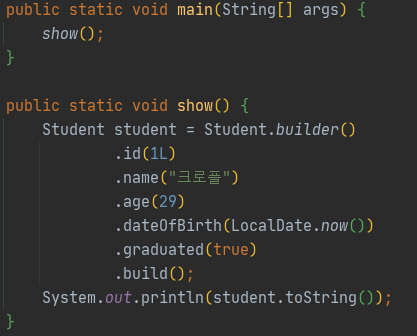 public static void main(String[] args) {
    show();
}

public static void show() {
    Student student = Student.builder()
            .id(1L)
            .name("크로플")
            .age(29)
            .dateOfBirth(LocalDate.now())
            .graduated(true)
            .build();
    System.out.println(student.toString());
}